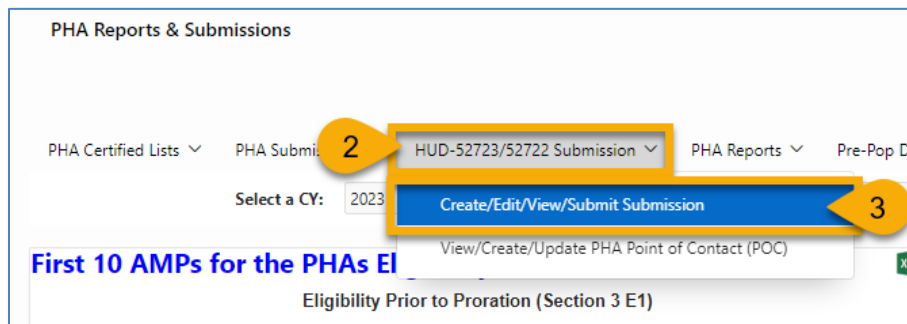 PHA Reports & Submissions
PHA Certified Lists PHA Submis 2 HUD-52723/52722 Submission PHA Reports Pre-Pop D
Select a CY: 2023 Create/Edit/View/Submit Submission 3
View/Create/Update PHA Point of Contact (POC)
First 10 AMPs for the PHAs El
Eligibility Prior to Proration (Section 3 E1)